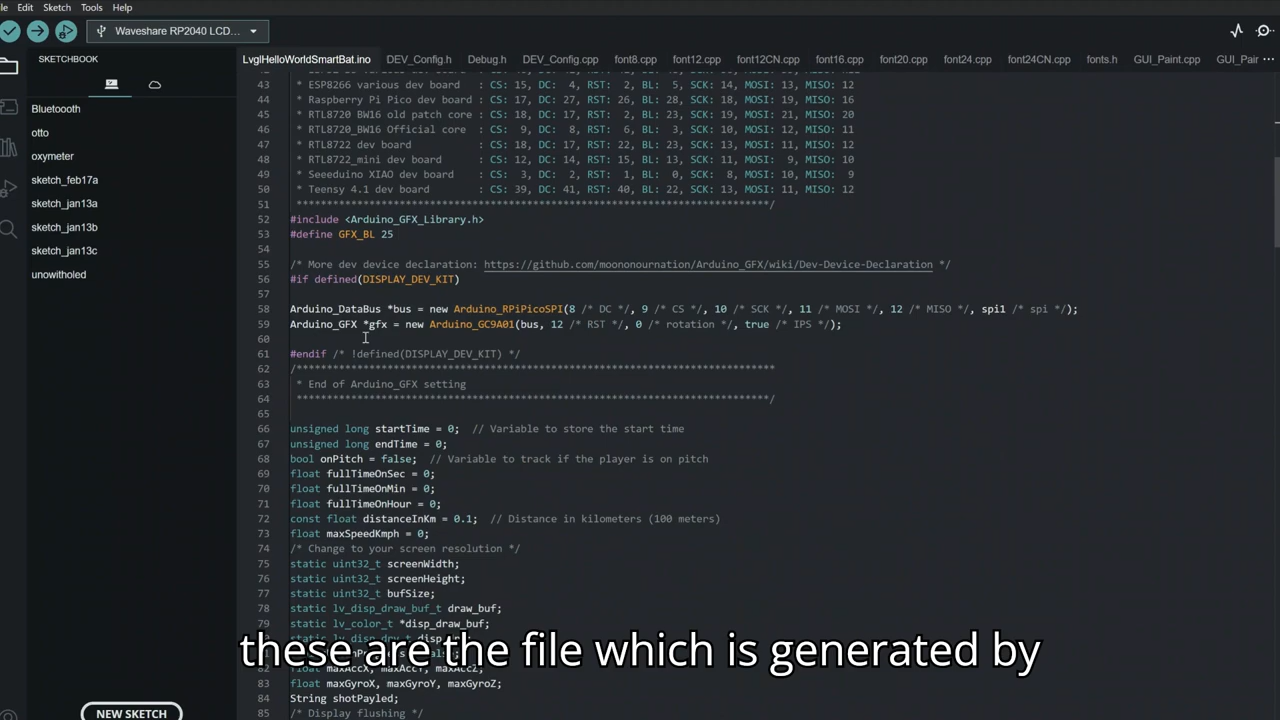 Edit Sketch Tools Help
Waveshare RP2040 LCD...
SKETCHBOOK
LvglHelloWorldSmartBat.ino DEV_Config.h Debug.h DEV_Config.cpp font8.cpp font12.cpp font12CN.cpp font16.cpp font20.cpp font24.cpp font24CN.cpp fonts.h GUI_Paint.cpp GUI_Pair ...
Bluetoooth
otto
oxymeter
sketch_feb17a
sketch_jan13a
sketch_jan13b
sketch_jan13c
unowitholed
NEW SKETCH
43 * ESP8266 various dev board : CS: 15, DC: 4, RST: 2, BL: 5, SCK: 14, MOSI: 13, MISO: 12
44 * Raspberry Pi Pico dev board : CS: 17, DC: 27, RST: 26, BL: 28, SCK: 18, MOSI: 19, MISO: 16
45 * RTL8720 BW16 old patch core : CS: 18, DC: 17, RST: 2, BL: 23, SCK: 19, MOSI: 21, MISO: 20
46 * RTL8720_BW16 Official core : CS: 9, DC: 8, RST: 6, BL: 3, SCK: 10, MOSI: 12, MISO: 11
47 * RTL8722 dev board : CS: 18, DC: 17, RST: 22, BL: 23, SCK: 13, MOSI: 11, MISO: 12
48 * RTL8722_mini dev board : CS: 12, DC: 14, RST: 15, BL: 13, SCK: 11, MOSI: 9, MISO: 10
49 * Seeeduino XIAO dev board : CS: 3, DC: 2, RST: 1, BL: 0, SCK: 8, MOSI: 10, MISO: 9
50 * Teensy 4.1 dev board : CS: 39, DC: 41, RST: 40, BL: 22, SCK: 13, MOSI: 11, MISO: 12
51 ******************************************************************************/
52 #include <Arduino_GFX_Library.h>
53 #define GFX_BL 25
54
55 /* More dev device declaration: https://github.com/moononournation/Arduino_GFX/wiki/Dev-Device-Declaration */
56 #if defined(DISPLAY_DEV_KIT)
57
58 Arduino_DataBus *bus = new Arduino_RPiPicoSPI(8 /* DC */, 9 /* CS */, 10 /* SCK */, 11 /* MOSI */, 12 /* MISO */, spi1 /* spi */);
59 Arduino_GFX *gfx = new Arduino_GC9A01(bus, 12 /* RST */, 0 /* rotation */, true /* IPS */);
60
61 #endif /* !defined(DISPLAY_DEV_KIT) */
62 /*******************************************************************************
63 * End of Arduino_GFX setting
64 ******************************************************************************/
65
66 unsigned long startTime = 0; // Variable to store the start time
67 unsigned long endTime = 0;
68 bool onPitch = false; // Variable to track if the player is on pitch
69 float fullTimeOnSec = 0;
70 float fullTimeOnMin = 0;
71 float fullTimeOnHour = 0;
72 const float distanceInKm = 0.1; // Distance in kilometers (100 meters)
73 float maxSpeedKmph = 0;
74 /* Change to your screen resolution */
75 static uint32_t screenWidth;
76 static uint32_t screenHeight;
77 static uint32_t bufSize;
78 static lv_disp_draw_buf_t draw_buf;
79 static lv_color_t *disp_draw_buf;
these are the file which is generated by
83 float maxGyroX, maxGyroY, maxGyroZ;
84 String shotPayled;
85 /* Display flushing */